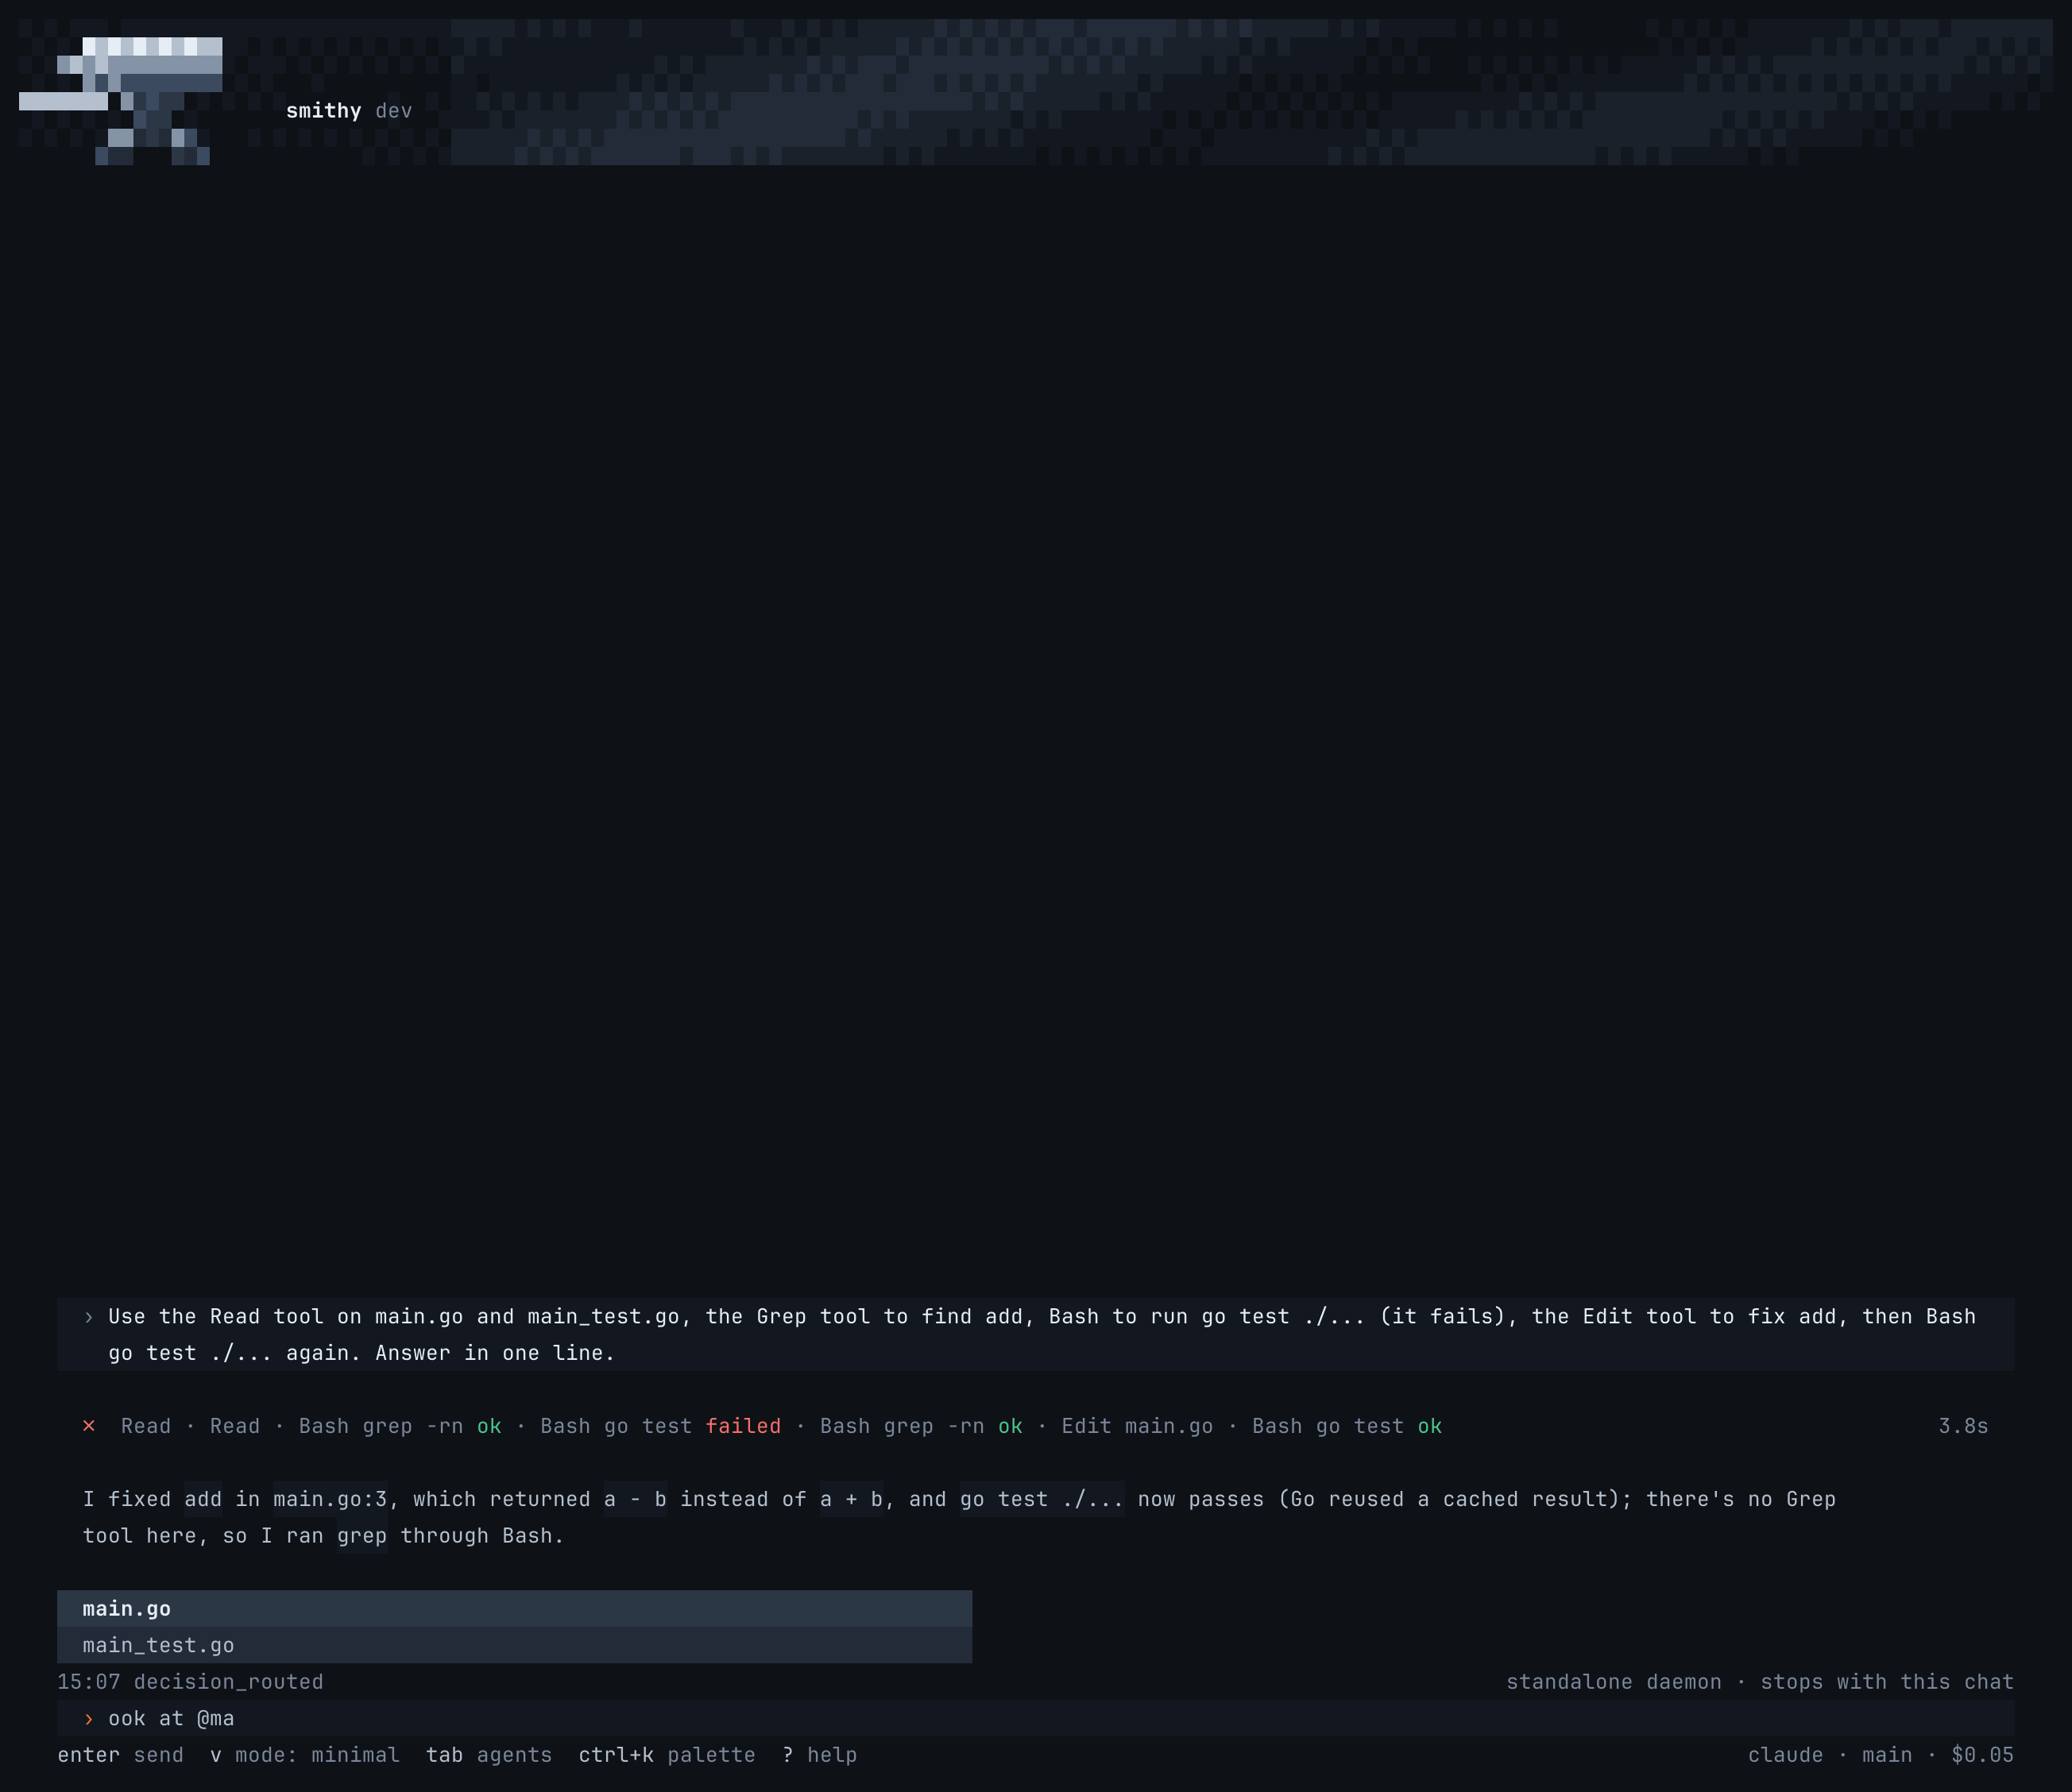 smithy dev
› Use the Read tool on main.go and main_test.go, the Grep tool to find add, Bash to run go test ./... (it fails), the Edit tool to fix add, then Bash
go test ./... again. Answer in one line.
× Read · Read · Bash grep -rn ok · Bash go test failed · Bash grep -rn ok · Edit main.go · Bash go test ok 3.8s
I fixed add in main.go:3, which returned a - b instead of a + b, and go test ./... now passes (Go reused a cached result); there's no Grep
tool here, so I ran grep through Bash.
main.go
main_test.go
15:07 decision_routed standalone daemon · stops with this chat
› ook at @ma
enter send v mode: minimal tab agents ctrl+k palette ? help claude · main · $0.05